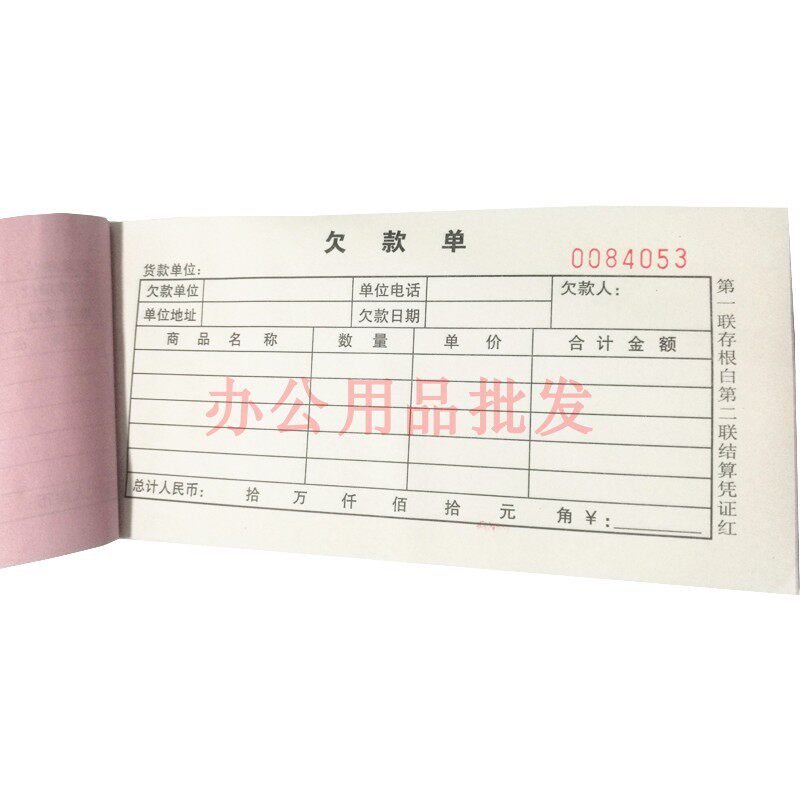 欠款单
0084053
货款单位：
欠款单位 单位电话 欠款人：
单位地址 欠款日期
商品名称 数量 单价 合计金额
办公用品批发
总计人民币： 拾 万 仟 佰 拾 元 角 ￥：
第一联存根白第二联结算凭证红